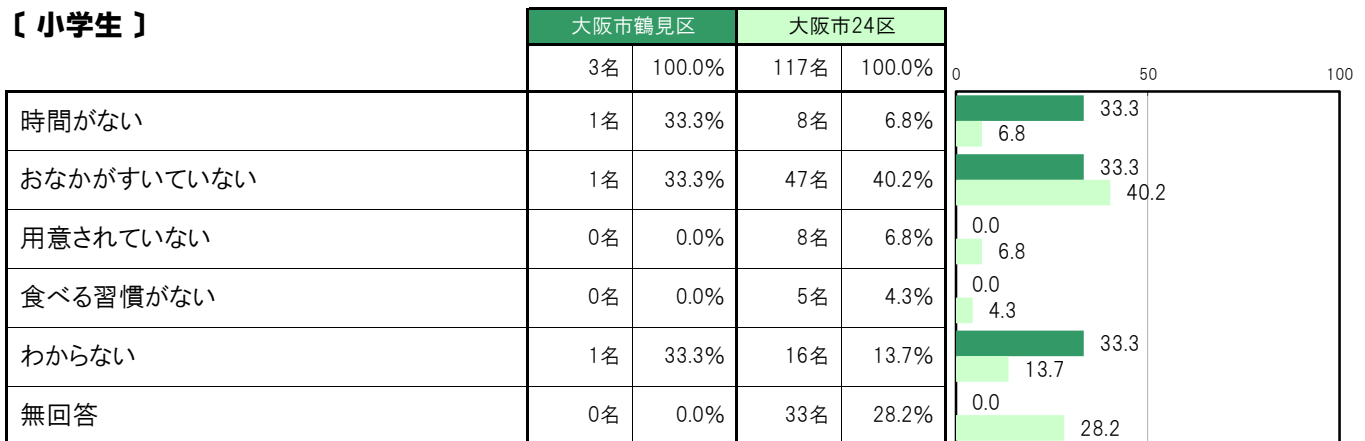 〔 小学生 〕
大阪市鶴見区 大阪市24区
3名 100.0% 117名 100.0% 0 50 100
時間がない 1名 33.3% 8名 6.8% 33.3
6.8
おなかがすいていない 1名 33.3% 47名 40.2% 33.3
40.2
用意されていない 0名 0.0% 8名 6.8% 0.0
6.8
食べる習慣がない 0名 0.0% 5名 4.3% 0.0
4.3
わからない 1名 33.3% 16名 13.7% 33.3
13.7
無回答 0名 0.0% 33名 28.2% 0.0
28.2